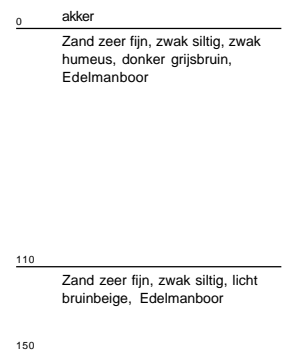 0 akker
Zand zeer fijn, zwak siltig, zwak
humeus, donker grijsbruin,
Edelmanboor
110
Zand zeer fijn, zwak siltig, licht
bruinbeige, Edelmanboor
150